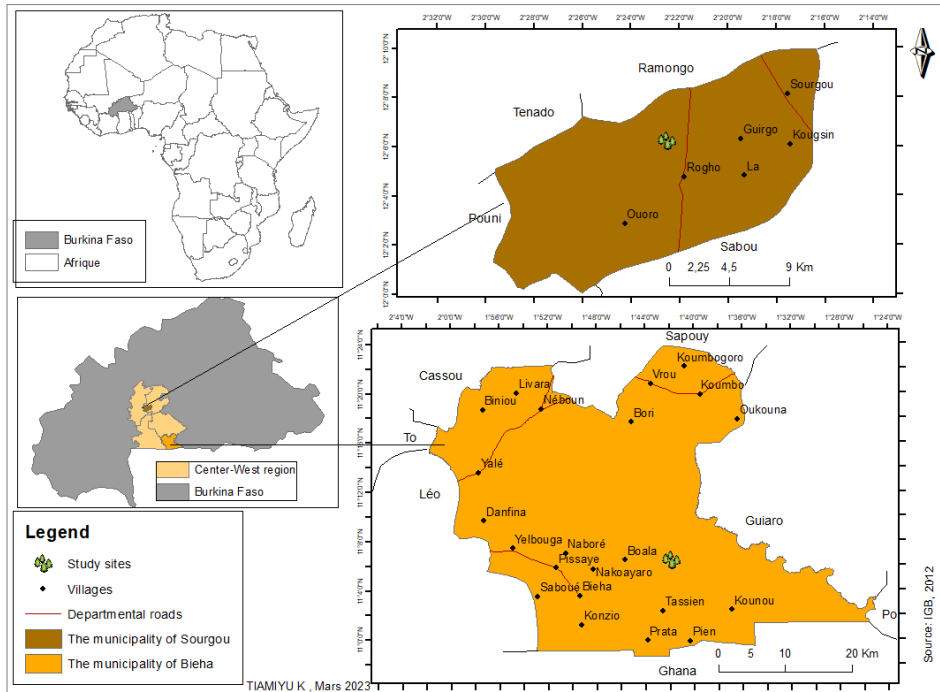 Burkina Faso
Afrique
2°32'0"W 2°30'0"W 2°28'0"W 2°26'0"W 2°24'0"W 2°22'0"W 2°20'0"W 2°18'0"W 2°16'0"W 2°14'0"W
12°10'0"N
12°8'0"N
12°6'0"N
12°4'0"N
12°2'0"N
12°0'0"N
Ramongo
Sourgou
Tenado
Guirgo
Kougsin
Rogho
La
Pouni
Ouoro
Sabou
0 2,25 4,5 9 Km
Center-West region
Burkina Faso
2°4'0"W 2°0'0"W 1°56'0"W 1°52'0"W 1°48'0"W 1°44'0"W 1°40'0"W 1°36'0"W 1°32'0"W 1°28'0"W 1°24'0"W
11°24'0"N
11°20'0"N
11°16'0"N
11°12'0"N
11°8'0"N
11°4'0"N
11°0'0"N
Sapouy
Koumbogoro
Cassou
Vrou
Livara
Koumbo
Biniou
Néboun
Bori
Oukouna
To
Yalé
Léo
Danfina
Guiaro
Yelbouga
Naboré
Boala
Pissaye
Nakoayaro
Saboué
Bieha
Tassien
Kounou
Po
Konzio
Prata
Pien
0 5 10 20 Km
Ghana
Legend
Study sites
Villages
Departmental roads
The municipality of Sourgou
The municipality of Bieha
TIAMIYU K , Mars 2023
Source: IGB, 2012